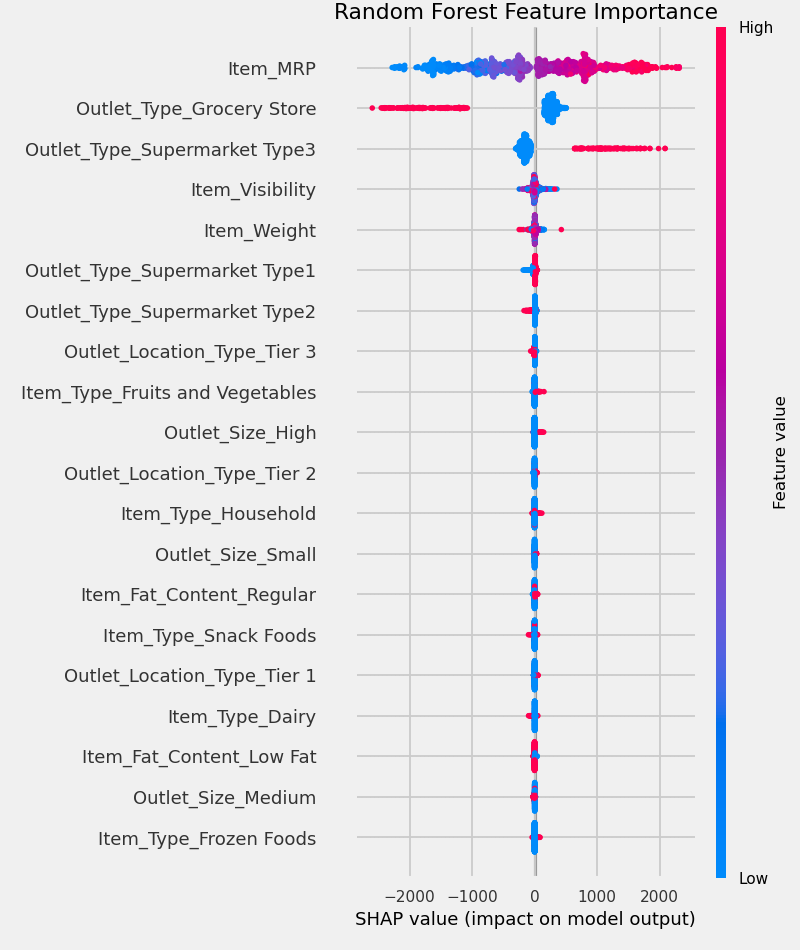 Random Forest Feature Importance
High
Item_MRP
Outlet_Type_Grocery Store
Outlet_Type_Supermarket Type3
Item_Visibility
Item_Weight
Outlet_Type_Supermarket Type1
Outlet_Type_Supermarket Type2
Outlet_Location_Type_Tier 3
Item_Type_Fruits and Vegetables
Outlet_Size_High
Outlet_Location_Type_Tier 2
Item_Type_Household
Outlet_Size_Small
Item_Fat_Content_Regular
Item_Type_Snack Foods
Outlet_Location_Type_Tier 1
Item_Type_Dairy
Item_Fat_Content_Low Fat
Outlet_Size_Medium
Item_Type_Frozen Foods
Feature value
Low
−2000 −1000 0 1000 2000
SHAP value (impact on model output)